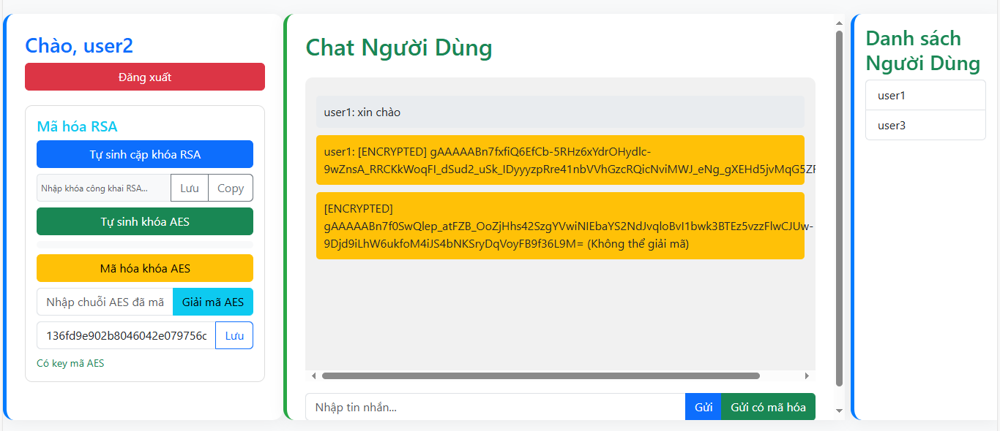 Chào, user2
Đăng xuất
Mã hóa RSA
Tự sinh cặp khóa RSA
Nhập khóa công khai RSA...
Lưu
Copy
Tự sinh khóa AES
Mã hóa khóa AES
Nhập chuỗi AES đã mã
Giải mã AES
136fd9e902b8046042e079756c
Lưu
Có key mã AES
Chat Người Dùng
user1: xin chào
user1: [ENCRYPTED] gAAAAABn7fxfiQ6EfCb-5RHz6xYdrOHydlc-
9wZnsA_RRCKkWoqFI_dSud2_uSk_IDyyyzpRre41nbVVhGzcRQicNviMWJ_eNg_gXEHd5jvMqG5ZF
[ENCRYPTED]
gAAAAABn7f0SwQlep_atFZB_OoZjHhs42SzgYVwiNIEbaYS2NdJvqloBvI1bwk3BTEz5vzzFlwCJUw-
9Djd9iLhW6ukfoM4iJS4bNKSryDqVoyFB9f36L9M= (Không thể giải mã)
Nhập tin nhắn...
Gửi
Gửi có mã hóa
Danh sách
Người Dùng
user1
user3